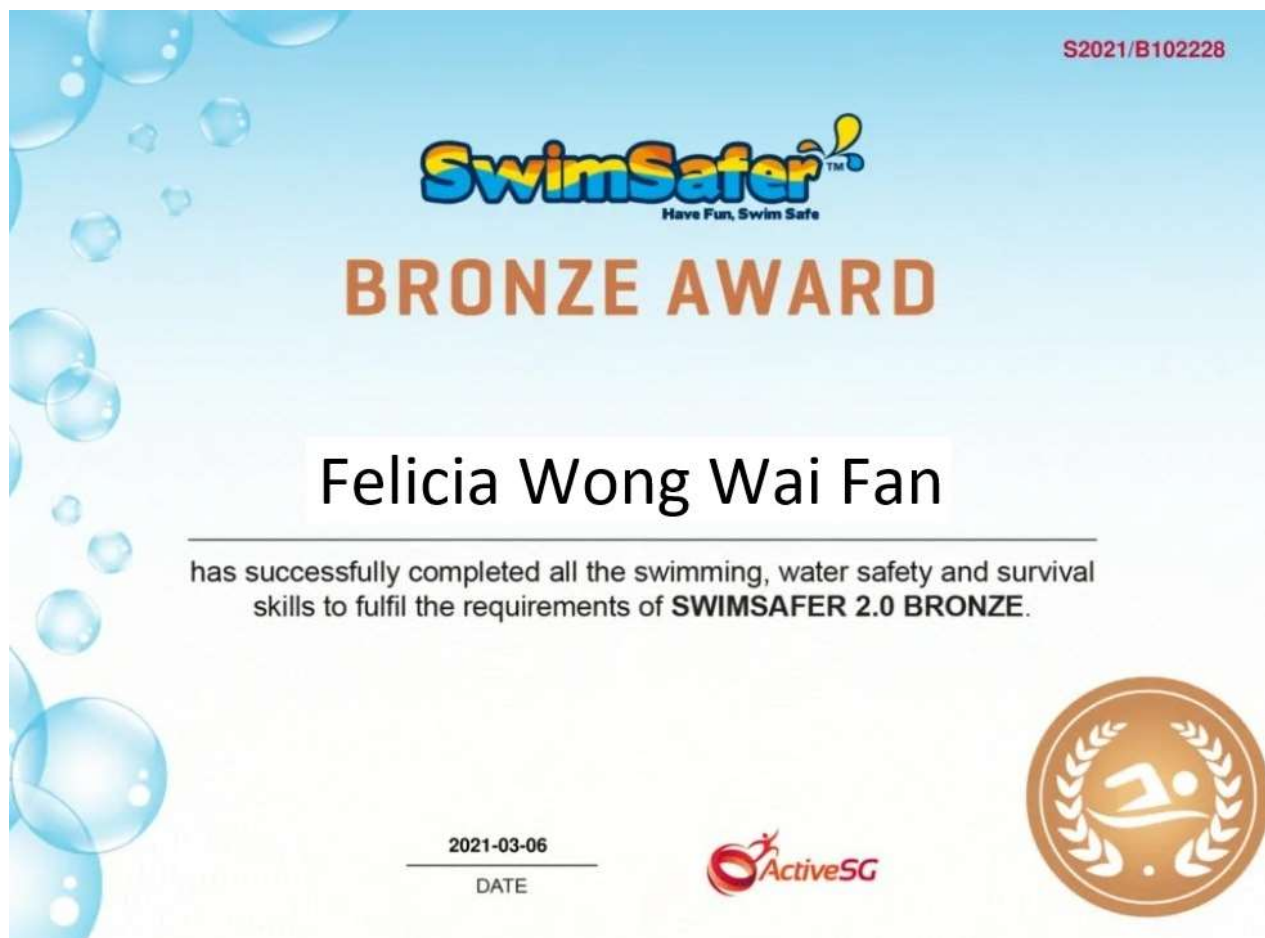 S2021/B102228
SwimSafer™
Have Fun, Swim Safe
BRONZE AWARD
Felicia Wong Wai Fan
has successfully completed all the swimming, water safety and survival
skills to fulfil the requirements of SWIMSAFER 2.0 BRONZE.
2021-03-06
DATE
ActiveSG